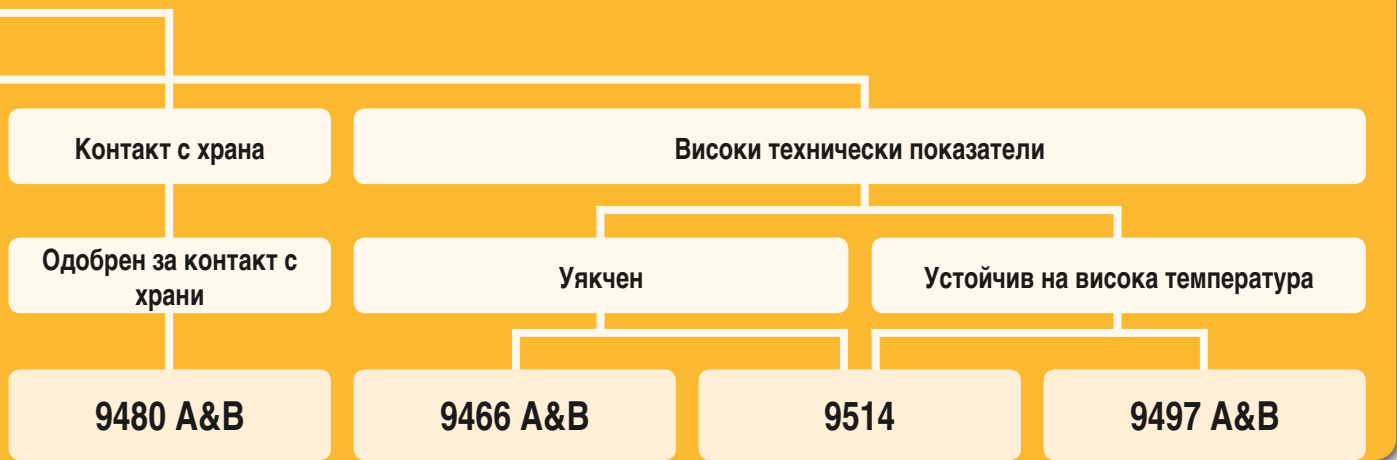 Контакт с храна
Високи технически показатели
Одобрен за контакт с
храни
Уякчен
Устойчив на висока температура
9480 A&B
9466 A&B
9514
9497 A&B